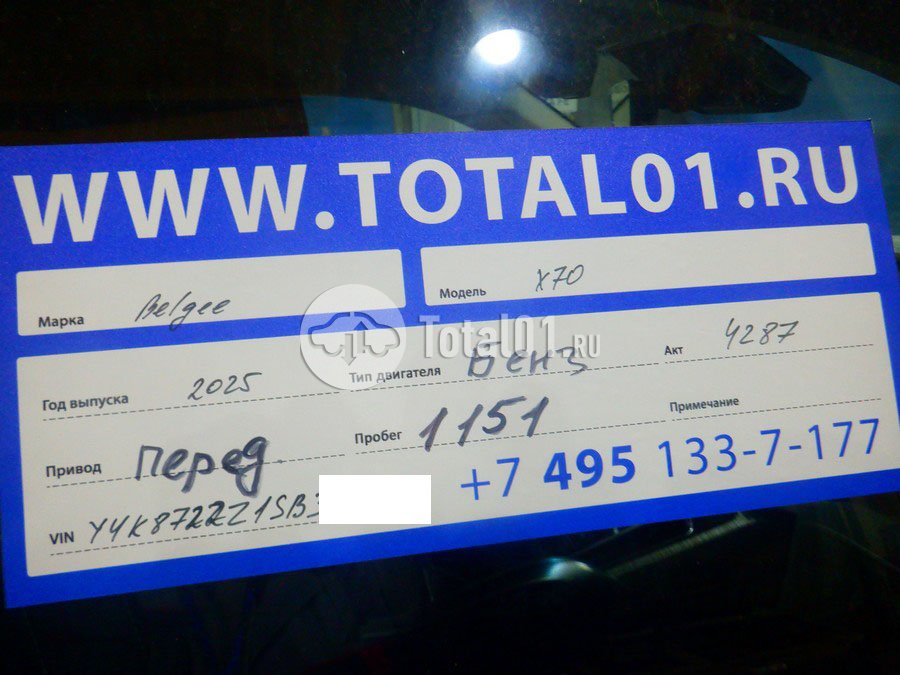 WWW.TOTAL01.RU
Марка Belgee Модель X70
Total01.RU
Год выпуска 2025 Тип двигателя Бенз Акт 4287
Привод Перед. Пробег 1151 Примечание
+7 495 133-7-177
VIN Y4K8722Z1SB3